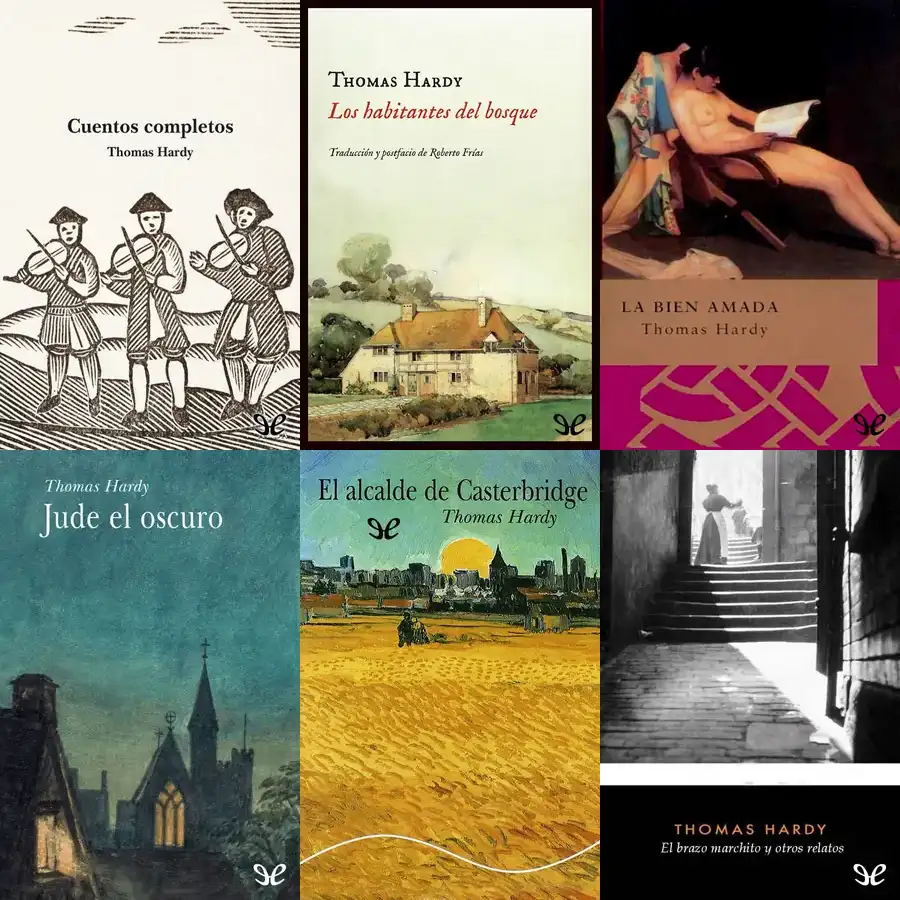 Cuentos completos
Thomas Hardy
THOMAS HARDY
Los habitantes del bosque
Traducción y postfacio de Roberto Frías
LA BIEN AMADA
Thomas Hardy
Thomas Hardy
Jude el oscuro
El alcalde de Casterbridge
Thomas Hardy
THOMAS HARDY
El brazo marchito y otros relatos